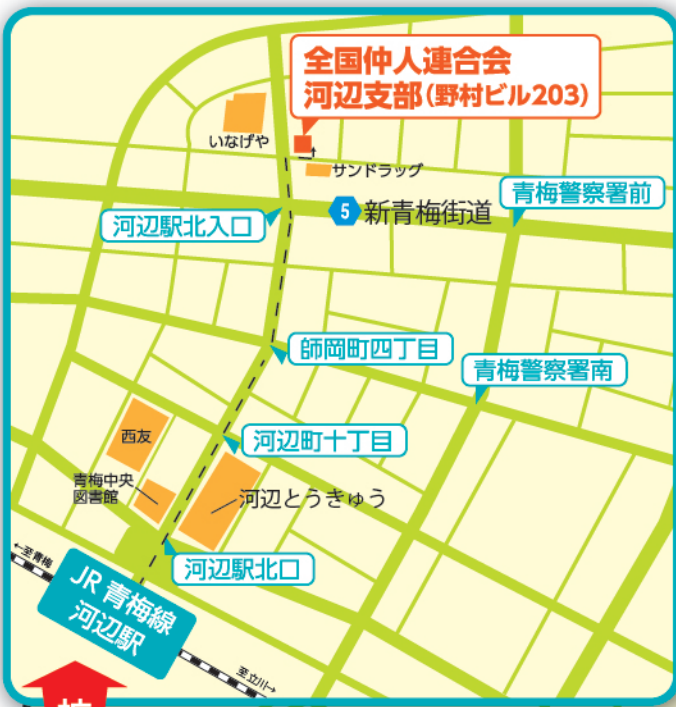 全国仲人連合会
河辺支部(野村ビル203)
いなげや
サンドラッグ
青梅警察署前
河辺駅北入口
5 新青梅街道
師岡町四丁目
青梅警察署南
西友
河辺町十丁目
青梅中央
図書館
河辺とうきゅう
河辺駅北口
←至青梅
JR 青梅線
河辺駅
至立川→